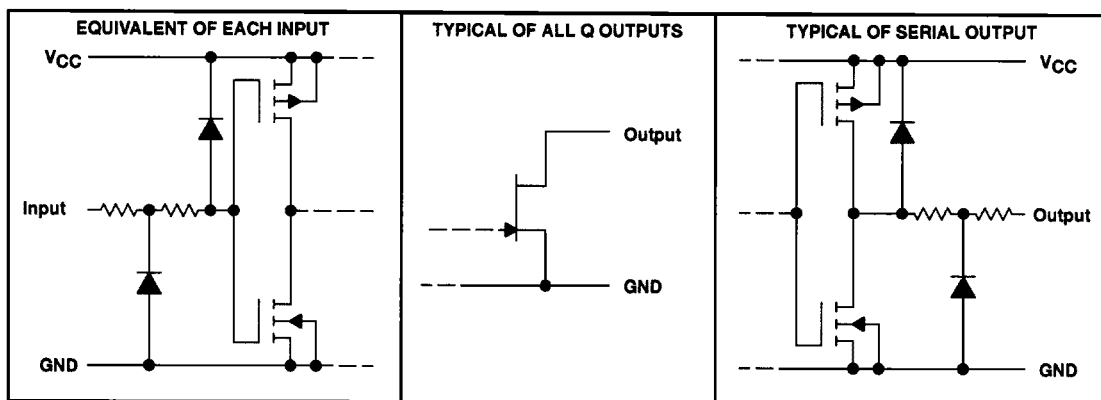 EQUIVALENT OF EACH INPUT
VCC
Input
GND
TYPICAL OF ALL Q OUTPUTS
Output
GND
TYPICAL OF SERIAL OUTPUT
VCC
Output
GND